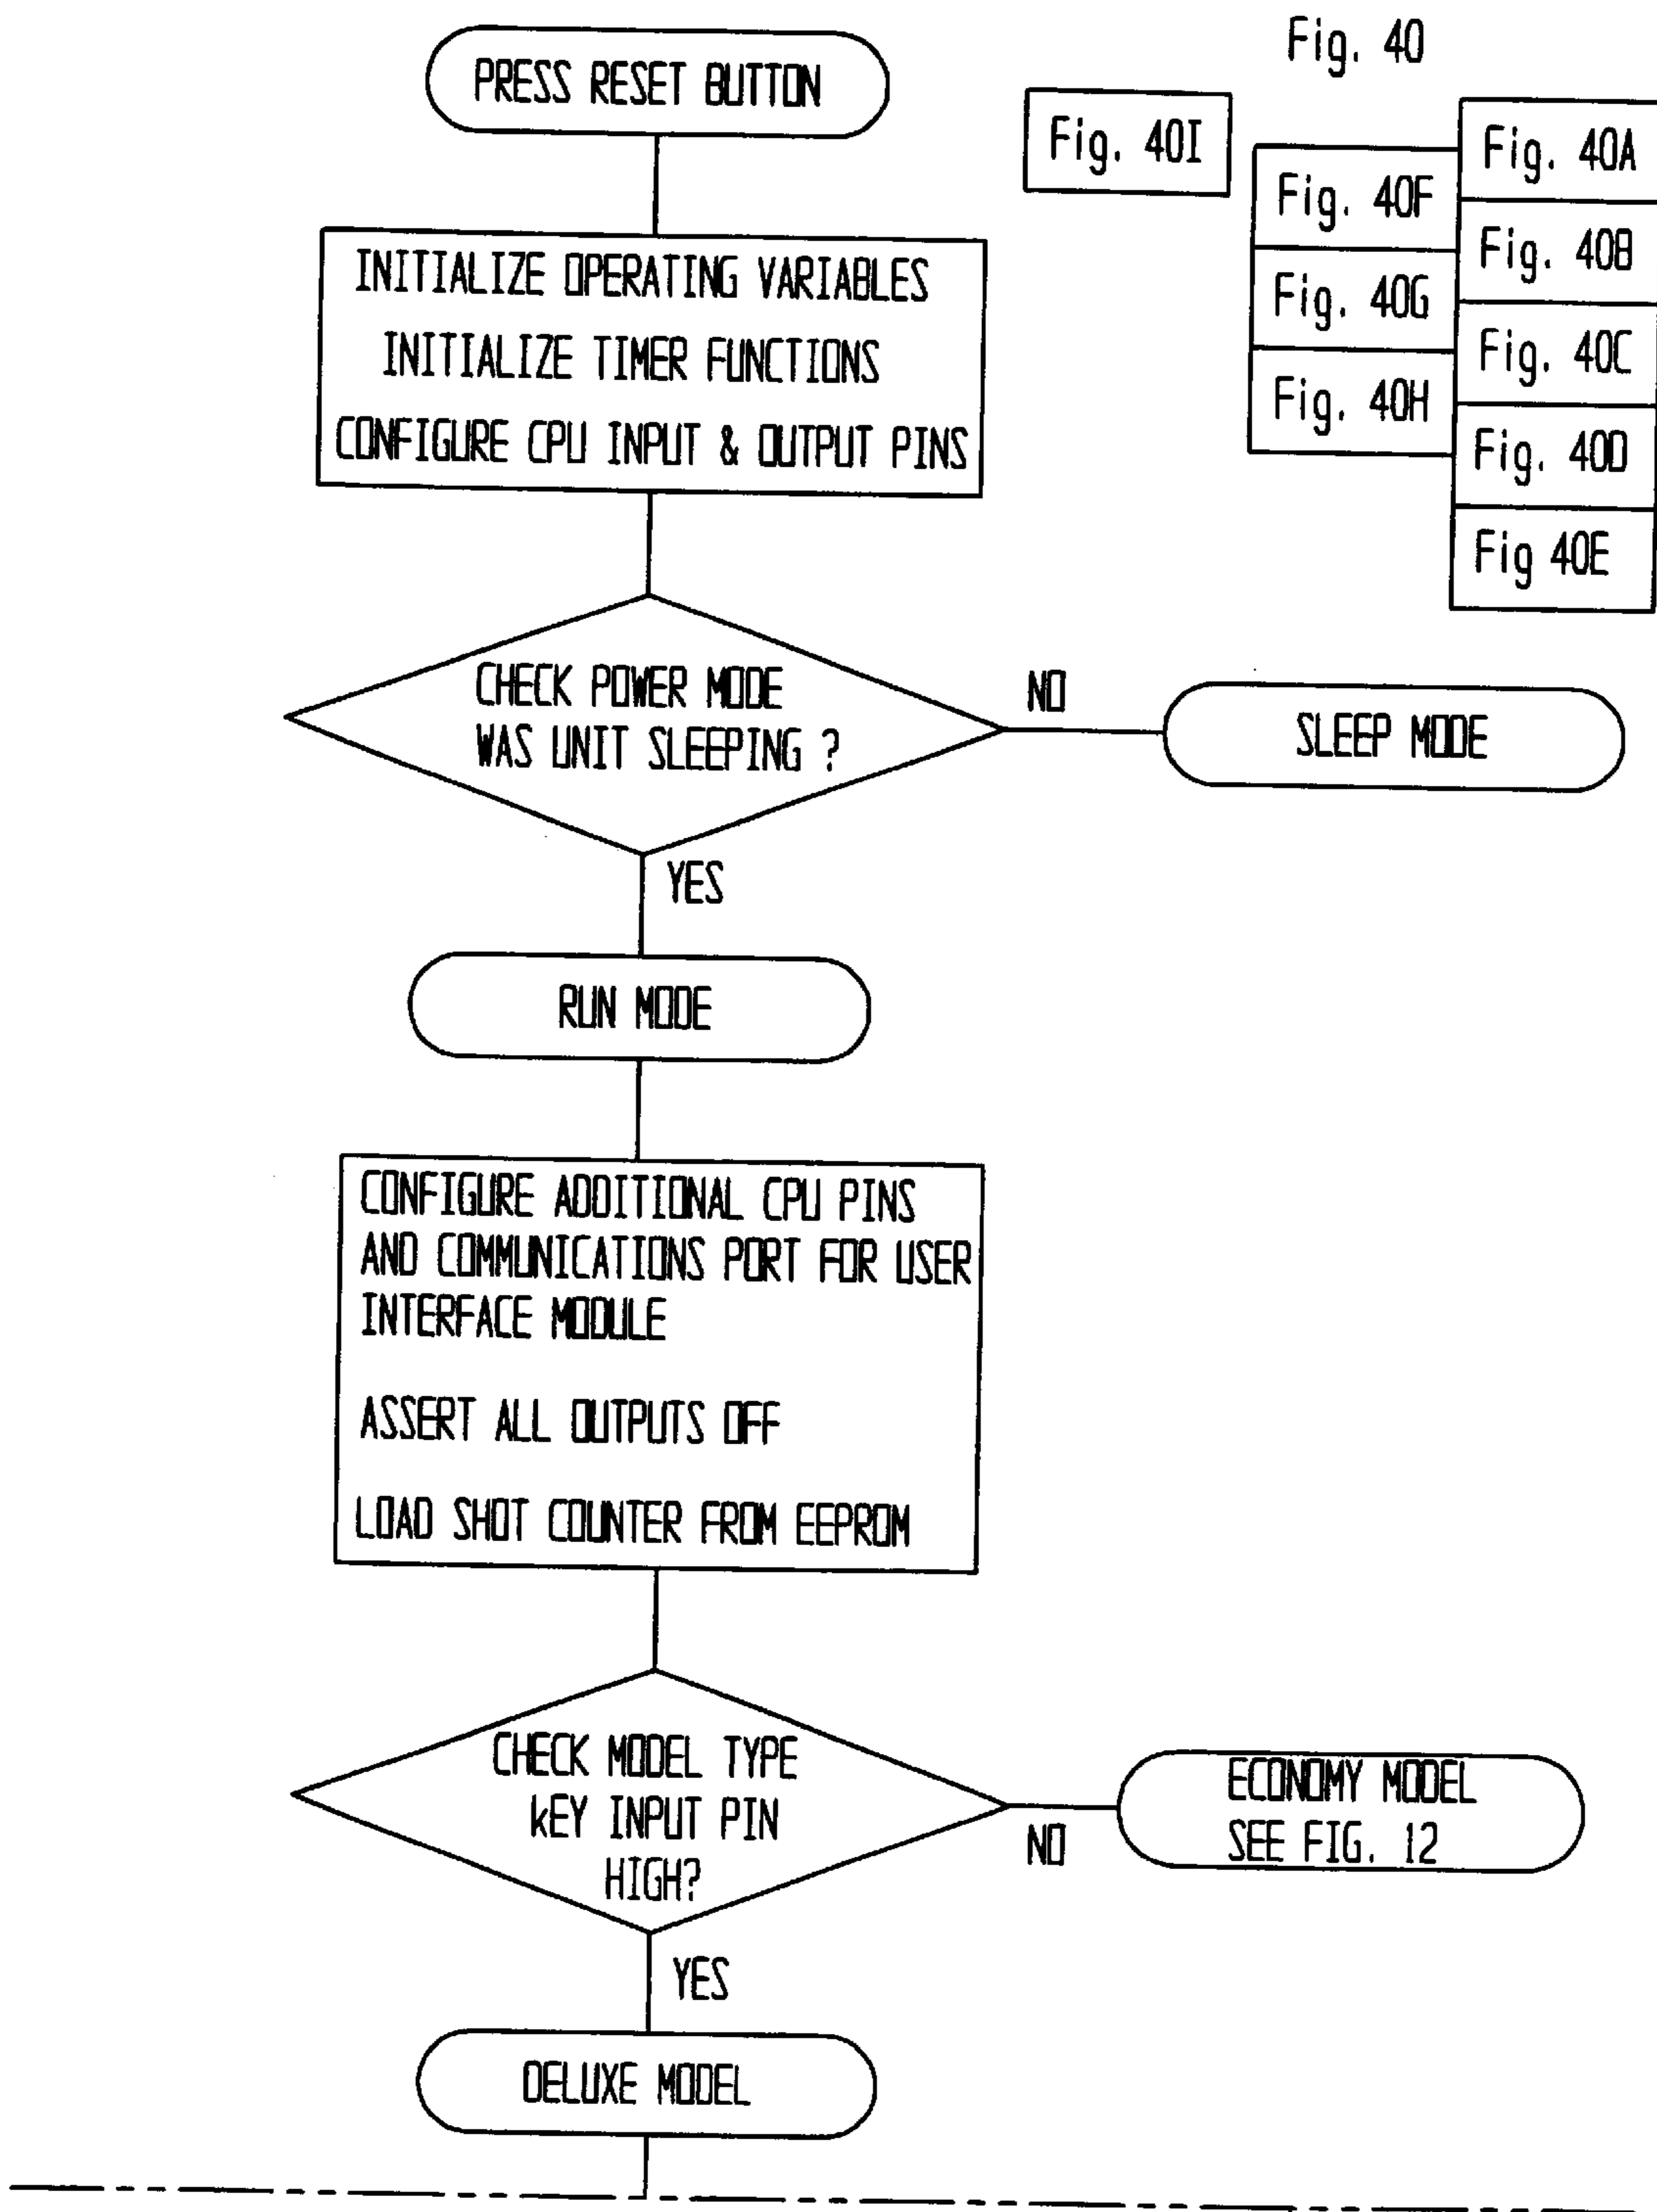 Fig. 40
Fig. 40I
Fig. 40F
Fig. 40G
Fig. 40H
Fig. 40A
Fig. 40B
Fig. 40C
Fig. 40D
Fig 40E
PRESS RESET BUTTON
INITIALIZE OPERATING VARIABLES
INITIALIZE TIMER FUNCTIONS
CONFIGURE CPU INPUT & OUTPUT PINS
CHECK POWER MODE
WAS UNIT SLEEPING ?
NO
SLEEP MODE
YES
RUN MODE
CONFIGURE ADDITIONAL CPU PINS
AND COMMUNICATIONS PORT FOR USER
INTERFACE MODULE
ASSERT ALL OUTPUTS OFF
LOAD SHOT COUNTER FROM EEPROM
CHECK MODEL TYPE
kEY INPUT PIN
HIGH?
NO
ECONOMY MODEL
SEE FIG. 12
YES
DELUXE MODEL